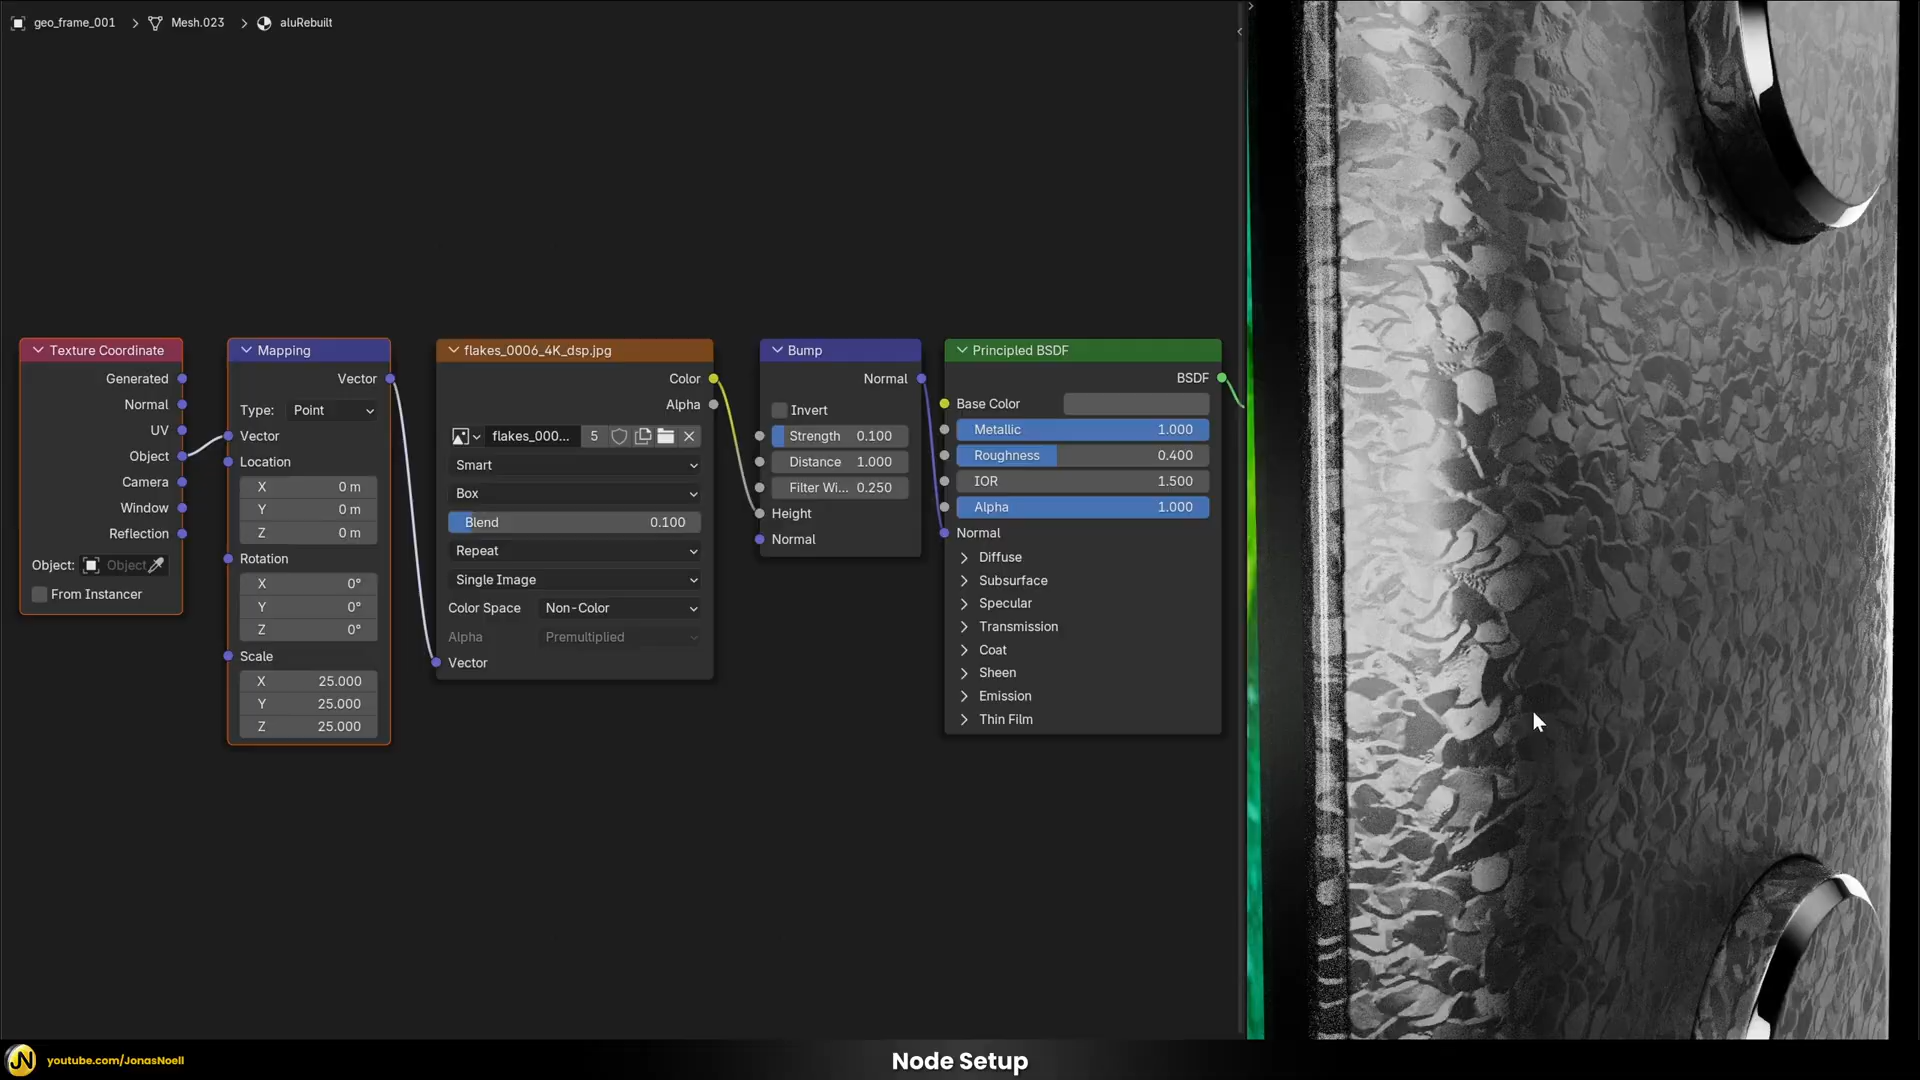 geo_frame_001 > Mesh.023 > aluRebuilt
Texture Coordinate
Generated
Normal
UV
Object
Camera
Window
Reflection
Object: Object
From Instancer
Mapping
Vector
Type: Point
Vector
Location
X 0 m
Y 0 m
Z 0 m
Rotation
X 0°
Y 0°
Z 0°
Scale
X 25.000
Y 25.000
Z 25.000
flakes_0006_4K_dsp.jpg
Color
Alpha
flakes_000... 5
Smart
Box
Blend 0.100
Repeat
Single Image
Color Space Non-Color
Alpha Premultiplied
Vector
Bump
Normal
Invert
Strength 0.100
Distance 1.000
Filter Wi... 0.250
Height
Normal
Principled BSDF
BSDF
Base Color
Metallic 1.000
Roughness 0.400
IOR 1.500
Alpha 1.000
Normal
Diffuse
Subsurface
Specular
Transmission
Coat
Sheen
Emission
Thin Film
JN youtube.com/JonasNoell
Node Setup